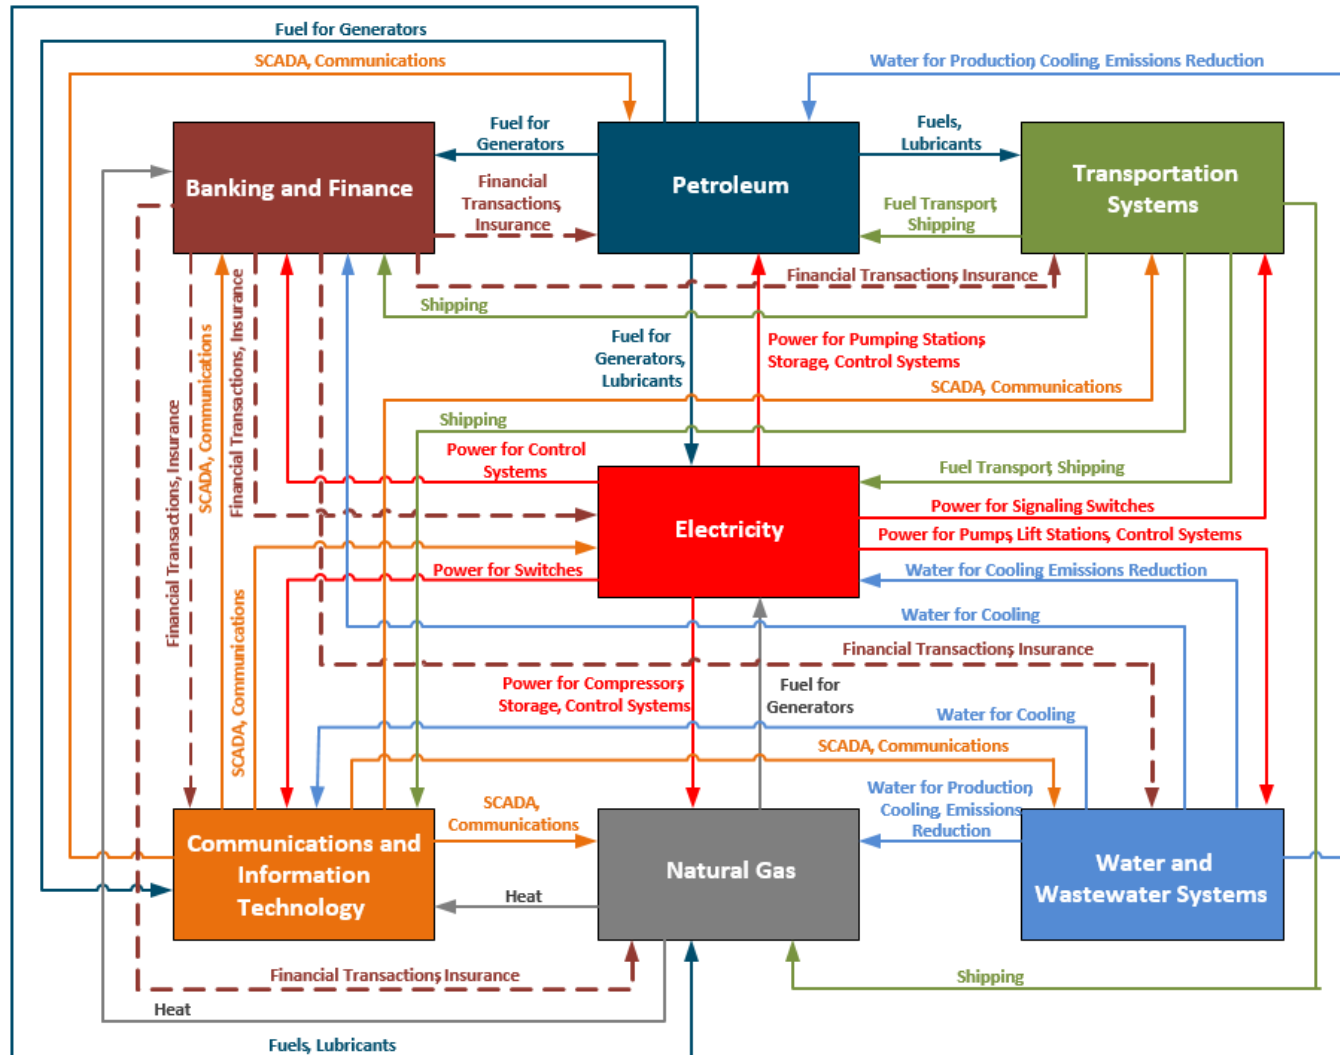 Fuel for Generators
SCADA, Communications
Water for Production, Cooling, Emissions Reduction
Banking and Finance
Fuel for
Generators
Petroleum
Fuels,
Lubricants
Transportation
Systems
Financial
Transactions,
Insurance
Fuel Transport,
Shipping
Financial Transactions, Insurance
Shipping
Fuel for
Generators,
Lubricants
Power for Pumping Stations,
Storage, Control Systems
SCADA, Communications
Financial Transactions, Insurance
SCADA, Communications
Financial Transactions, Insurance
Shipping
Power for Control
Systems
Fuel Transport, Shipping
Electricity
Power for Signaling Switches
Power for Pumps, Lift Stations, Control Systems
Power for Switches
Water for Cooling Emissions Reduction
SCADA, Communications
Water for Cooling
Financial Transactions, Insurance
Power for Compressors,
Storage, Control Systems
Fuel for
Generators
Water for Cooling
SCADA, Communications
SCADA,
Communications
Water for Production,
Cooling, Emissions
Reduction
Communications and
Information
Technology
Natural Gas
Water and
Wastewater Systems
Heat
Financial Transactions, Insurance
Shipping
Heat
Fuels, Lubricants